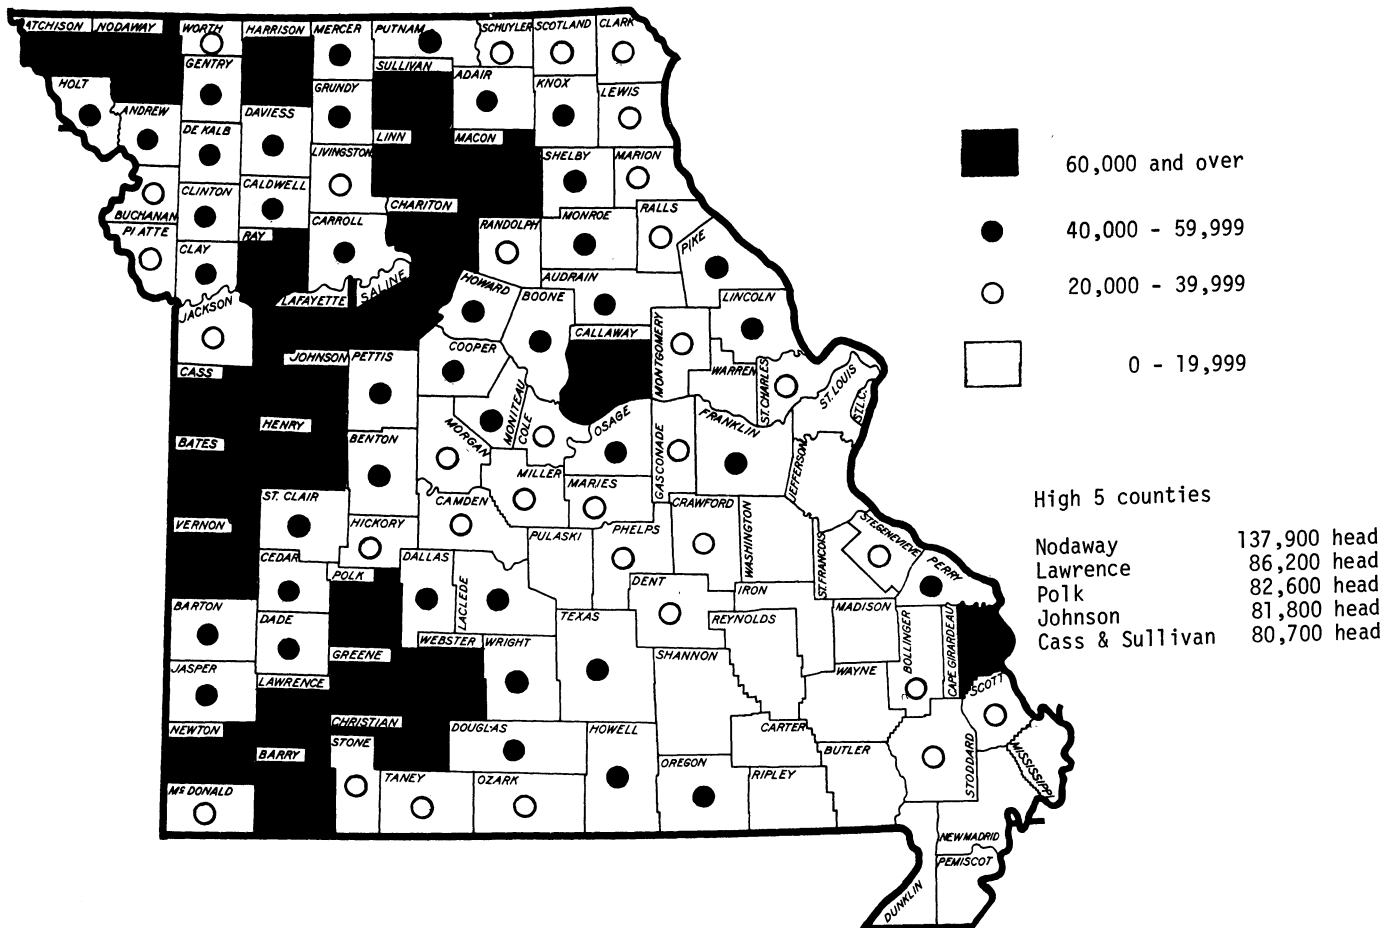 ATCHISON NODAWAY WORTH HARRISON MERCER PUTNAM SCHUYLER SCOTLAND CLARK
GENTRY SULLIVAN ADAIR
HOLT GRUNDY KNOX LEWIS
ANDREW DAVIESS
DE KALB LINN MACON
LIVINGSTON SHELBY MARION
CLINTON CALDWELL
BUCHANAN CARROLL CHARITON RANDOLPH MONROE RALLS
PLATTE RAY
CLAY PIKE
LAFAYETTE SALINE HOWARD AUDRAIN
JACKSON BOONE LINCOLN
CALLAWAY MONTGOMERY
JOHNSON PETTIS COOPER
CASS WARREN ST. CHARLES ST. LOUIS
ST.L.C.
MONITEAU COLE OSAGE FRANKLIN
HENRY MORGAN
BATES BENTON GASCONADE JEFFERSON
MILLER MARIES
ST. CLAIR CAMDEN CRAWFORD WASHINGTON
VERNON HICKORY PULASKI PHELPS ST.FRANCOIS STE.GENEVIEVE
CEDAR DALLAS LACLEDE PERRY
POLK DENT IRON
BARTON DADE TEXAS REYNOLDS MADISON BOLLINGER CAPE GIRARDEAU
WEBSTER WRIGHT
GREENE SHANNON
JASPER LAWRENCE WAYNE SCOTT
NEWTON CHRISTIAN DOUGLAS HOWELL CARTER
BARRY STONE BUTLER STODDARD MISSISSIPPI
OREGON RIPLEY
TANEY OZARK
McDONALD
NEW MADRID
PEMISCOT
DUNKLIN
60,000 and over
40,000 - 59,999
20,000 - 39,999
0 - 19,999
High 5 counties
Nodaway 137,900 head
Lawrence 86,200 head
Polk 82,600 head
Johnson 81,800 head
Cass & Sullivan 80,700 head